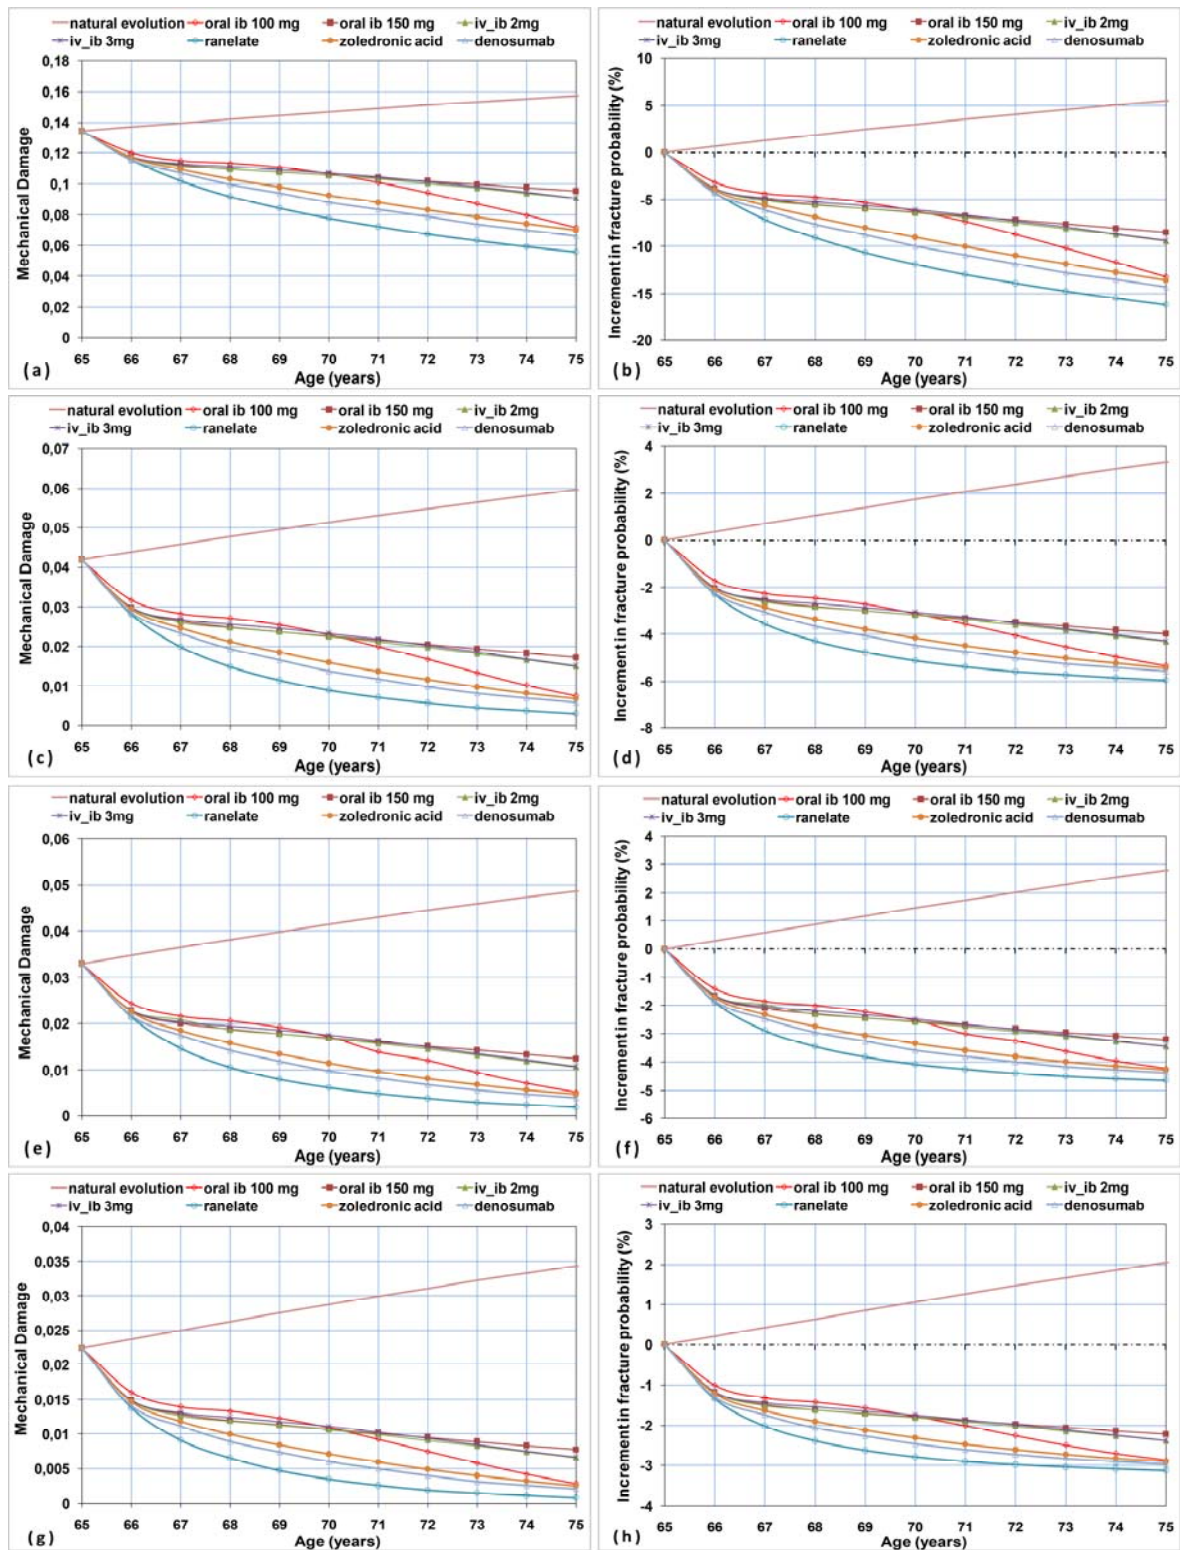 natural evolution oral ib 100 mg oral ib 150 mg iv_ib 2mg
iv_ib 3mg ranelate zoledronic acid denosumab
0,18
0,16
0,14
0,12
0,1
0,08
0,06
0,04
0,02
0
Mechanical Damage
65 66 67 68 69 70 71 72 73 74 75
Age (years)
(a)
natural evolution oral ib 100 mg oral ib 150 mg iv_ib 2mg
iv_ib 3mg ranelate zoledronic acid denosumab
10
5
0
-5
-10
-15
-20
Increment in fracture probability (%)
65 66 67 68 69 70 71 72 73 74 75
Age (years)
(b)
natural evolution oral ib 100 mg oral ib 150 mg iv_ib 2mg
iv_ib 3mg ranelate zoledronic acid denosumab
0,07
0,06
0,05
0,04
0,03
0,02
0,01
0
Mechanical Damage
65 66 67 68 69 70 71 72 73 74 75
Age (years)
(c)
natural evolution oral ib 100 mg oral ib 150 mg iv_ib 2mg
iv_ib 3mg ranelate zoledronic acid denosumab
4
2
0
-2
-4
-6
-8
Increment in fracture probability (%)
65 66 67 68 69 70 71 72 73 74 75
Age (years)
(d)
natural evolution oral ib 100 mg oral ib 150 mg iv_ib 2mg
iv_ib 3mg ranelate zoledronic acid denosumab
0,06
0,05
0,04
0,03
0,02
0,01
0
Mechanical Damage
65 66 67 68 69 70 71 72 73 74 75
Age (years)
(e)
natural evolution oral ib 100 mg oral ib 150 mg iv_ib 2mg
iv_ib 3mg ranelate zoledronic acid denosumab
4
3
2
1
0
-1
-2
-3
-4
-5
-6
Increment in fracture probability (%)
65 66 67 68 69 70 71 72 73 74 75
Age (years)
(f)
natural evolution oral ib 100 mg oral ib 150 mg iv_ib 2mg
iv_ib 3mg ranelate zoledronic acid denosumab
0,04
0,035
0,03
0,025
0,02
0,015
0,01
0,005
0
Mechanical Damage
65 66 67 68 69 70 71 72 73 74 75
Age (years)
(g)
natural evolution oral ib 100 mg oral ib 150 mg iv_ib 2mg
iv_ib 3mg ranelate zoledronic acid denosumab
3
2
1
0
-1
-2
-3
-4
Increment in fracture probability (%)
65 66 67 68 69 70 71 72 73 74 75
Age (years)
(h)